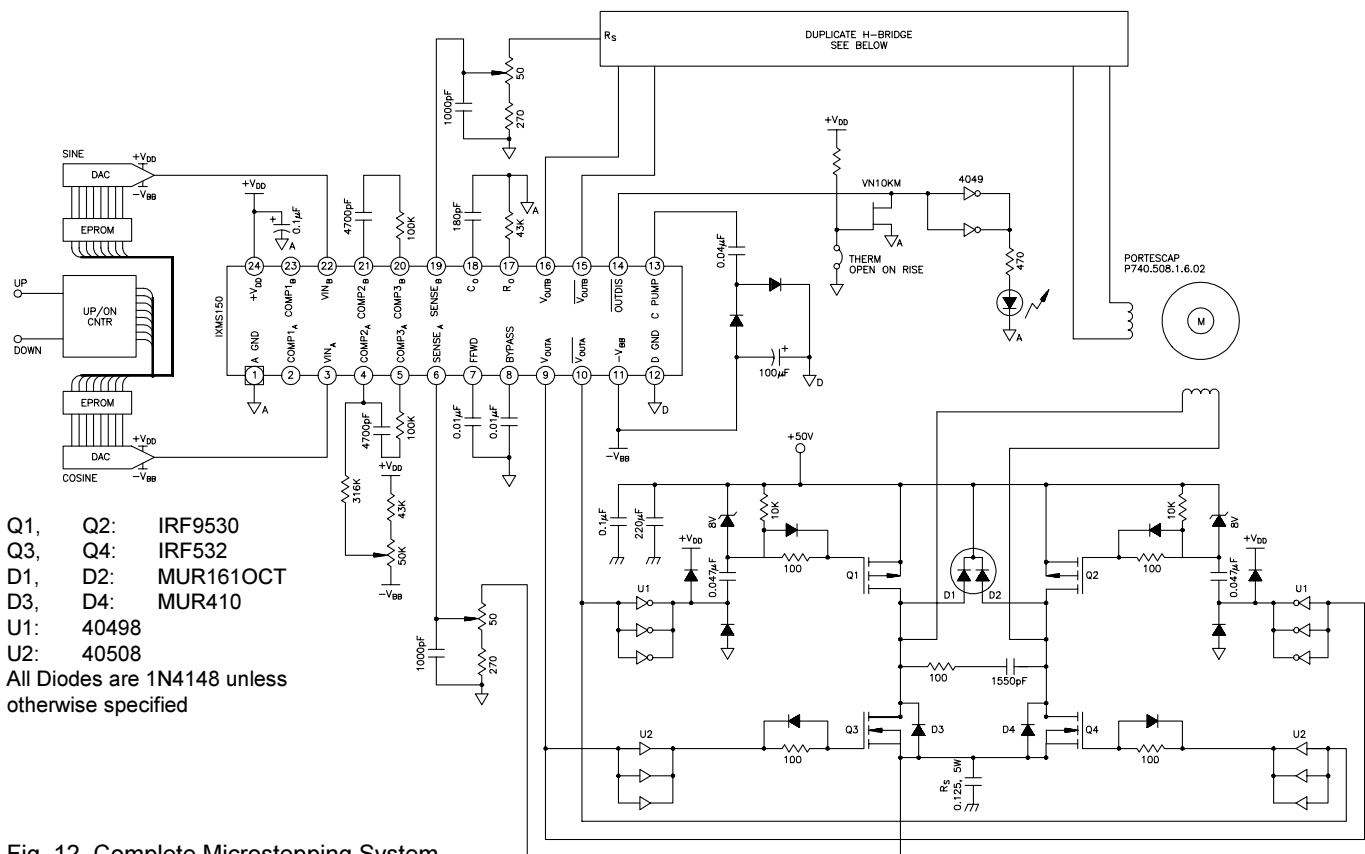 DUPLICATE H-BRIDGE
SEE BELOW
RS
50
270
1000pF
+VDD
VN10KM
4049
THERM
OPEN ON RISE
A
470
A
PORTESCAP
P740.508.1.6.02
M
SINE
DAC
+VDD
-VBB
EPROM
UP
DOWN
UP/ON
CNTR
EPROM
DAC
+VDD
-VBB
COSINE
+VDD
0.1µF
A
4700pF
100K
180pF
43K
A
0.04µF
100µF
D
IXMS150
24 23 22 21 20 19 18 17 16 15 14 13
+VDD COMP1B VINB COMP2B COMP3B SENSEB CO RO VOUTB VOUTB OUTDIS C PUMP
A GND COMP1A VINA COMP2A COMP3A SENSEA FFWD BYPASS VOUTA VOUTA -VBB D GND
1 2 3 4 5 6 7 8 9 10 11 12
A
4700pF
100K
0.01µF
0.01µF
-VBB
D
316K
+VDD
43K
50K
-VBB
1000pF
50
270
+50V
0.1µF
220µF
8V
10K
100
Q1
D1
D2
Q2
100
10K
8V
+VDD
0.047µF
U1
0.047µF
+VDD
U1
100
1550pF
U2
100
Q3
D3
D4
Q4
100
U2
RS
0.125, 5W
Q1, Q2: IRF9530
Q3, Q4: IRF532
D1, D2: MUR161OCT
D3, D4: MUR410
U1: 40498
U2: 40508
All Diodes are 1N4148 unless
otherwise specified
Fig. 12 Complete Microstepping System